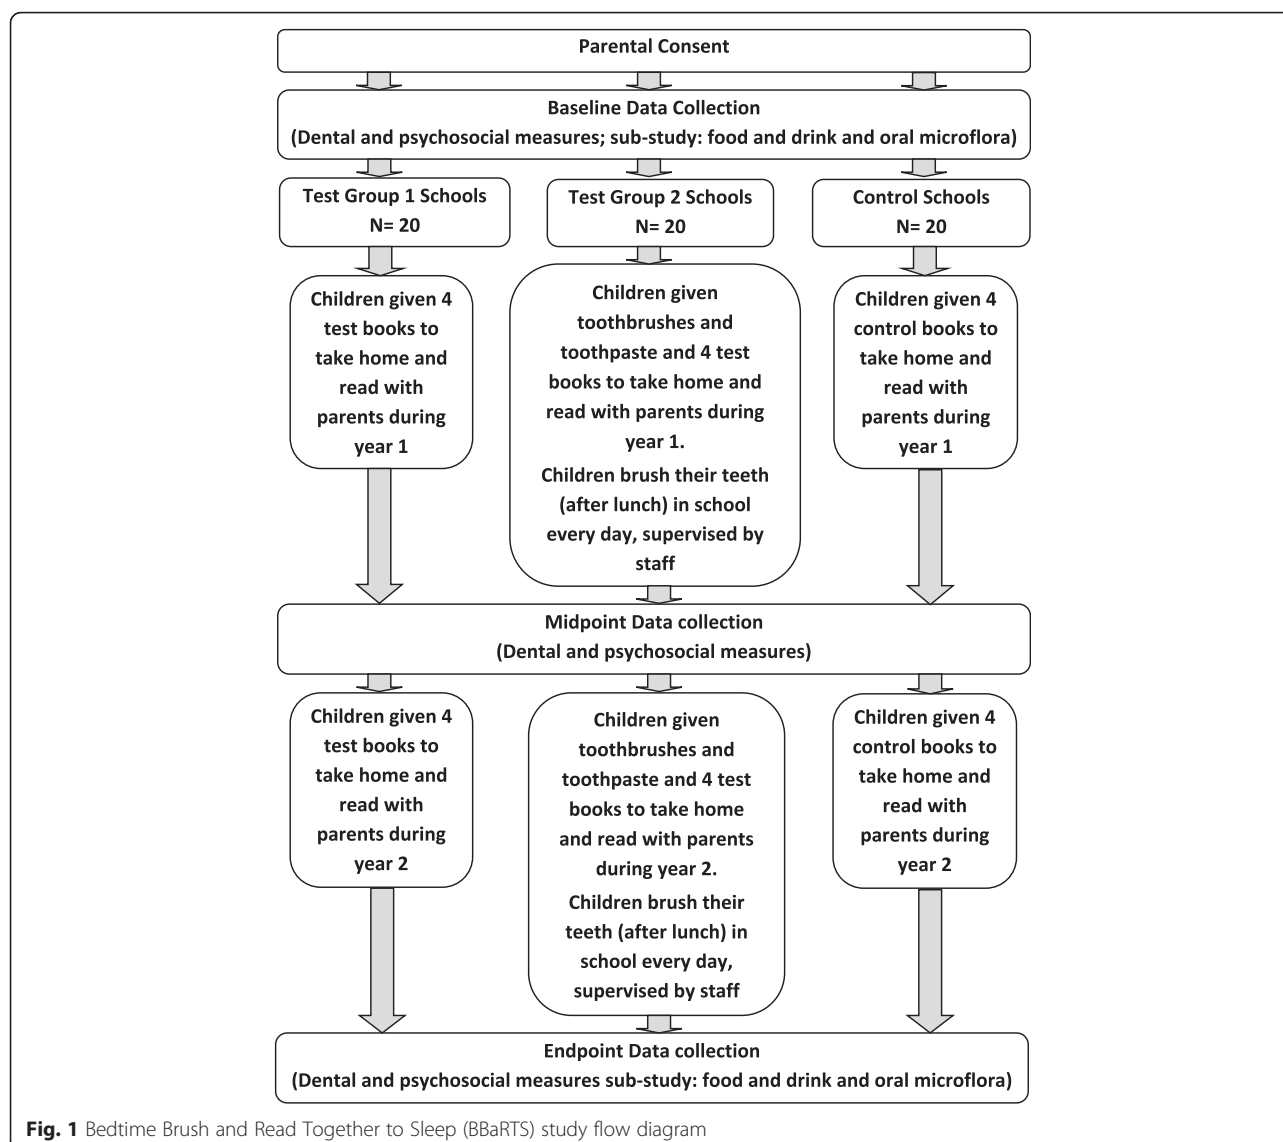 Parental Consent
Baseline Data Collection
(Dental and psychosocial measures; sub-study: food and drink and oral microflora)
Test Group 1 Schools
N= 20
Test Group 2 Schools
N= 20
Control Schools
N= 20
Children given 4
test books to
take home and
read with
parents during
year 1
Children given
toothbrushes and
toothpaste and 4 test
books to take home and
read with parents during
year 1.
Children brush their teeth
(after lunch) in school
every day, supervised by
staff
Children given 4
control books to
take home and
read with
parents during
year 1
Midpoint Data collection
(Dental and psychosocial measures)
Children given 4
test books to
take home and
read with
parents during
year 2
Children given
toothbrushes and
toothpaste and 4 test
books to take home
and read with parents
during year 2.
Children brush their
teeth (after lunch) in
school every day,
supervised by staff
Children given 4
control books to
take home and
read with
parents during
year 2
Endpoint Data collection
(Dental and psychosocial measures sub-study: food and drink and oral microflora)
Fig. 1 Bedtime Brush and Read Together to Sleep (BBaRTS) study flow diagram